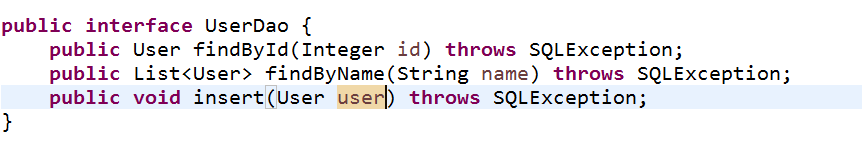 public interface UserDao {
    public User findById(Integer id) throws SQLException;
    public List<User> findByName(String name) throws SQLException;
    public void insert(User user) throws SQLException;
}